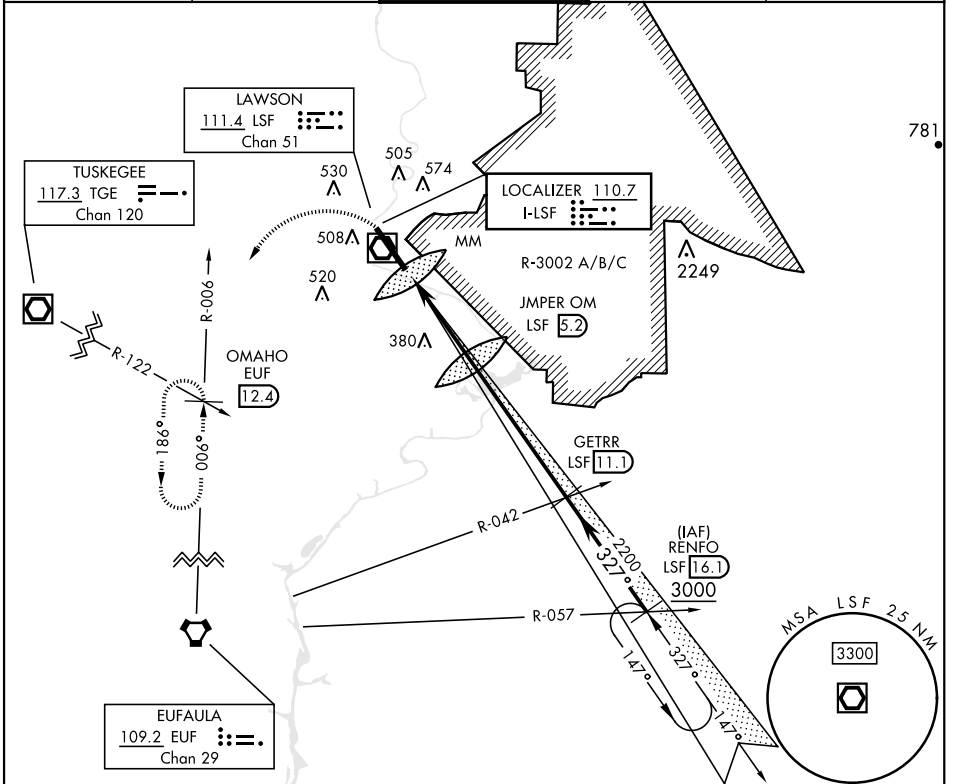 LAWSON
111.4 LSF
Chan 51
TUSKEGEE
117.3 TGE
Chan 120
530
505
574
781
LOCALIZER 110.7
I-LSF
508
MM
R-3002 A/B/C
2249
520
JMPER OM
LSF 5.2
380
R-006
R-122
OMAHO
EUF
12.4
186°
006°
GETRR
LSF 11.1
R-042
2200
327°
(IAF)
RENFO
LSF 16.1
3000
R-057
147°
327°
147°
MSA LSF 25 NM
3300
EUFAULA
109.2 EUF
Chan 29